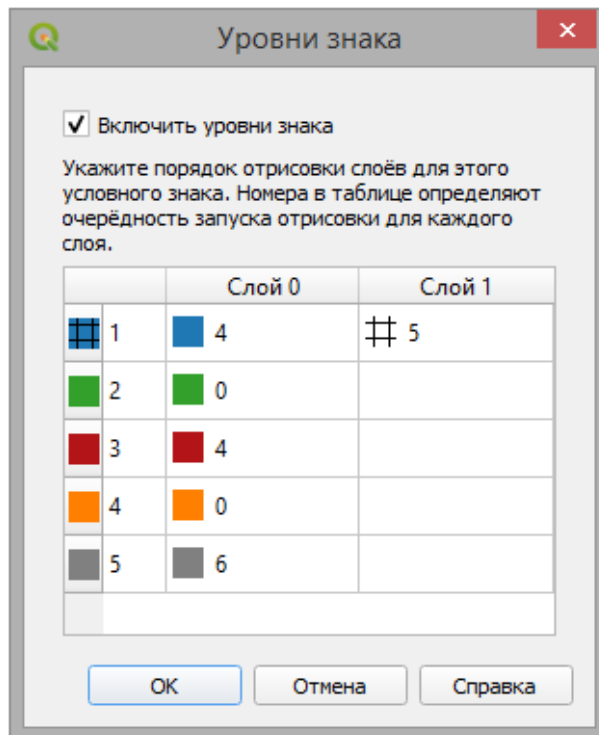 Уровни знака
Включить уровни знака
Укажите порядок отрисовки слоёв для этого
условного знака. Номера в таблице определяют
очерёдность запуска отрисовки для каждого
слоя.
Слой 0 Слой 1
1 4 5
2 0
3 4
4 0
5 6
OK Отмена Справка